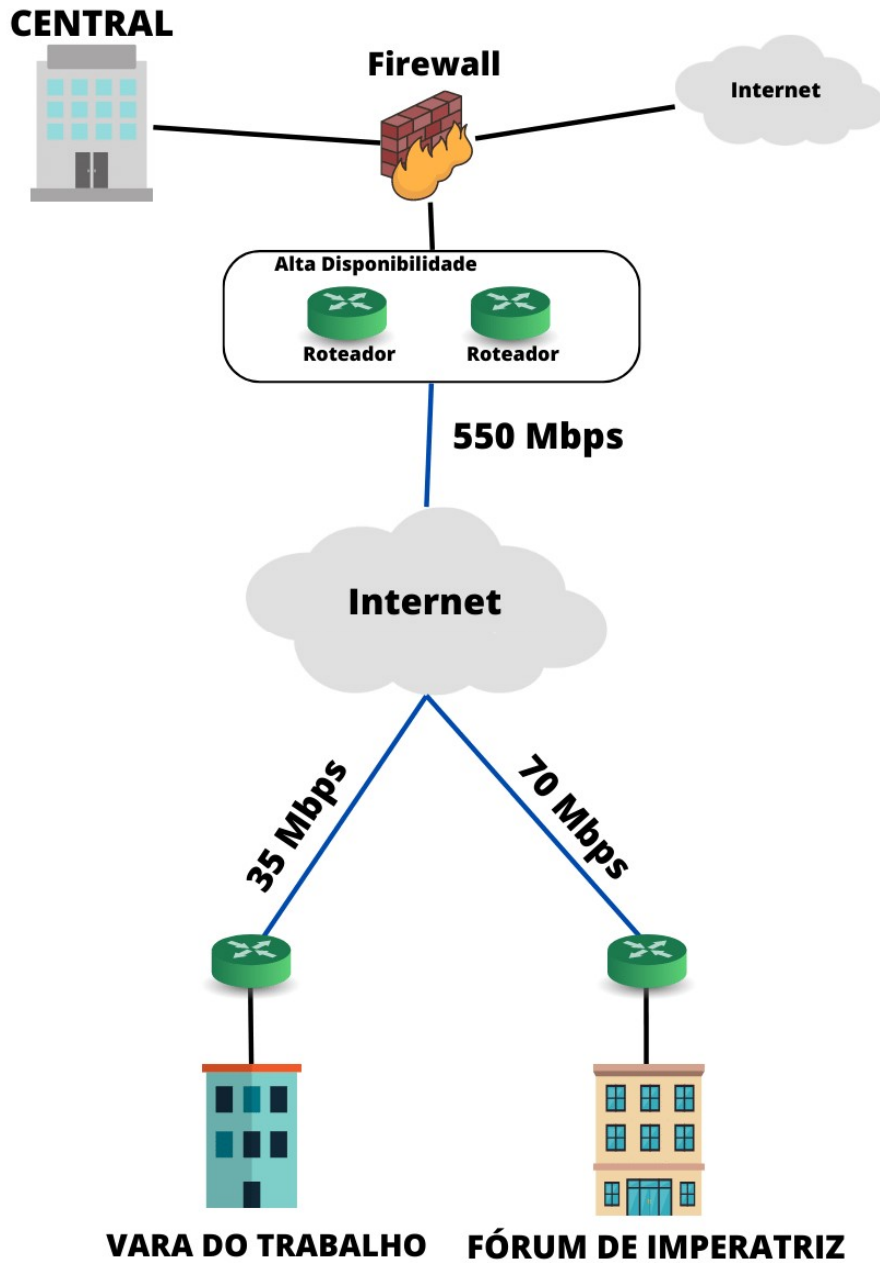 CENTRAL
Firewall
Internet
Alta Disponibilidade
Roteador
Roteador
550 Mbps
Internet
35 Mbps
70 Mbps
VARA DO TRABALHO
FÓRUM DE IMPERATRIZ